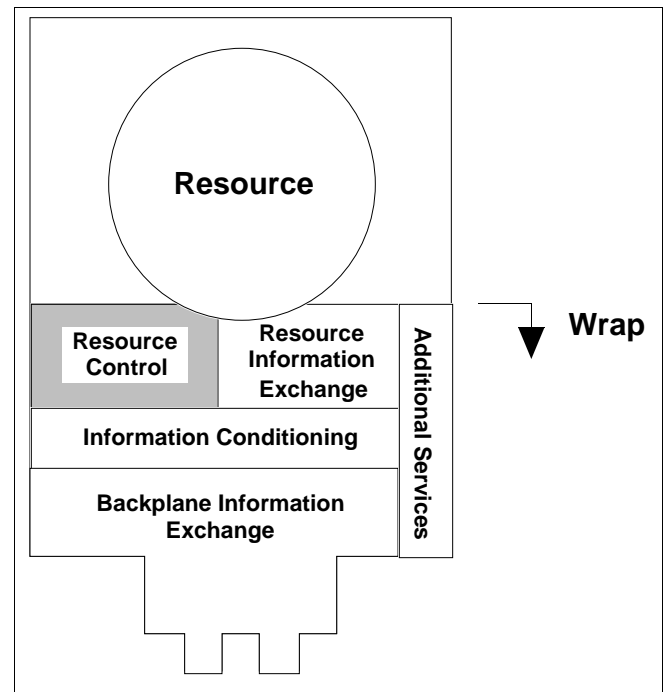 Resource
Resource
Control
Resource
Information
Exchange
Additional Services
Wrap
Information Conditioning
Backplane Information
Exchange